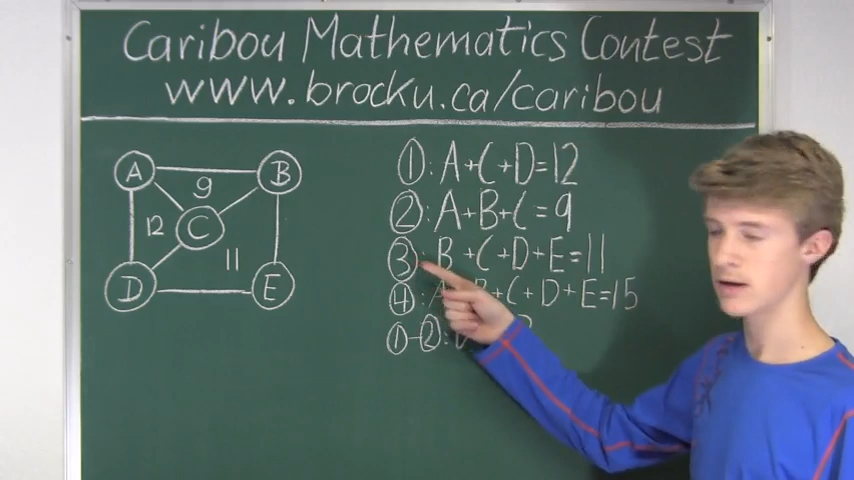 Caribou Mathematics Contest
www.brocku.ca/caribou
A
B
9
C
12
11
D
E
①: A+C+D=12
②: A+B+C=9
③: B+C+D+E=11
④: A+B+C+D+E=15
①-②: